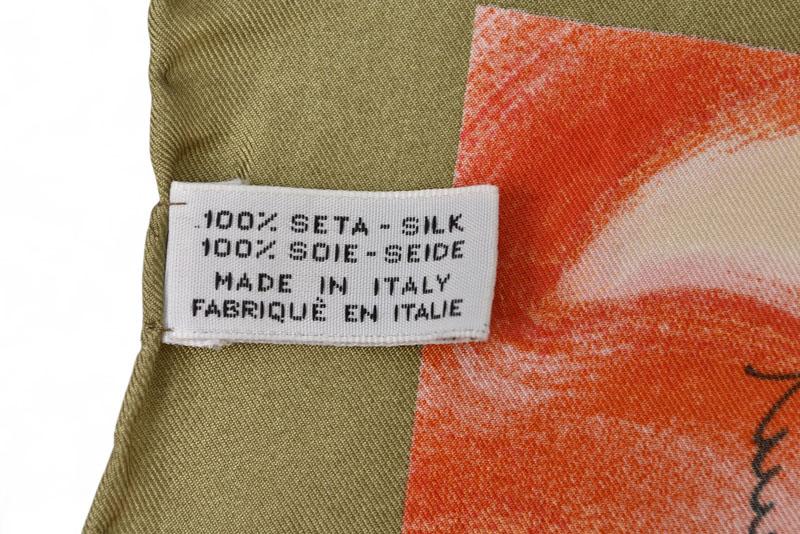 100% SETA - SILK
100% SOIE - SEIDE
MADE IN ITALY
FABRIQUÈ EN ITALIE